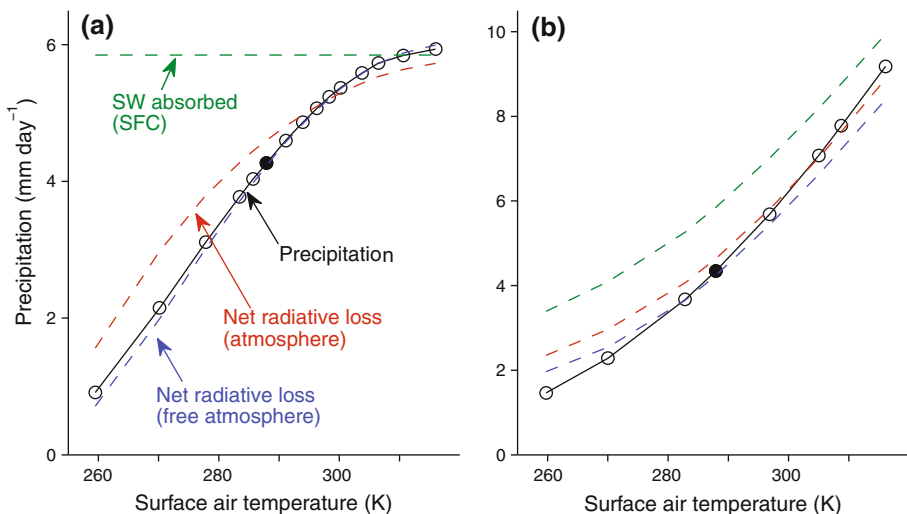 (a)
(b)
Precipitation (mm day⁻¹)
6
4
2
0
SW absorbed
(SFC)
Precipitation
Net radiative loss
(atmosphere)
Net radiative loss
(free atmosphere)
260
280
300
Surface air temperature (K)
10
8
6
4
2
0
260
280
300
Surface air temperature (K)